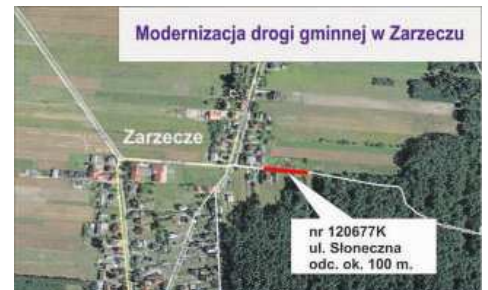 Modernizacja drogi gminnej w Zarzeczu
Zarzecze
nr 120677K
ul. Słoneczna
odc. ok. 100 m.